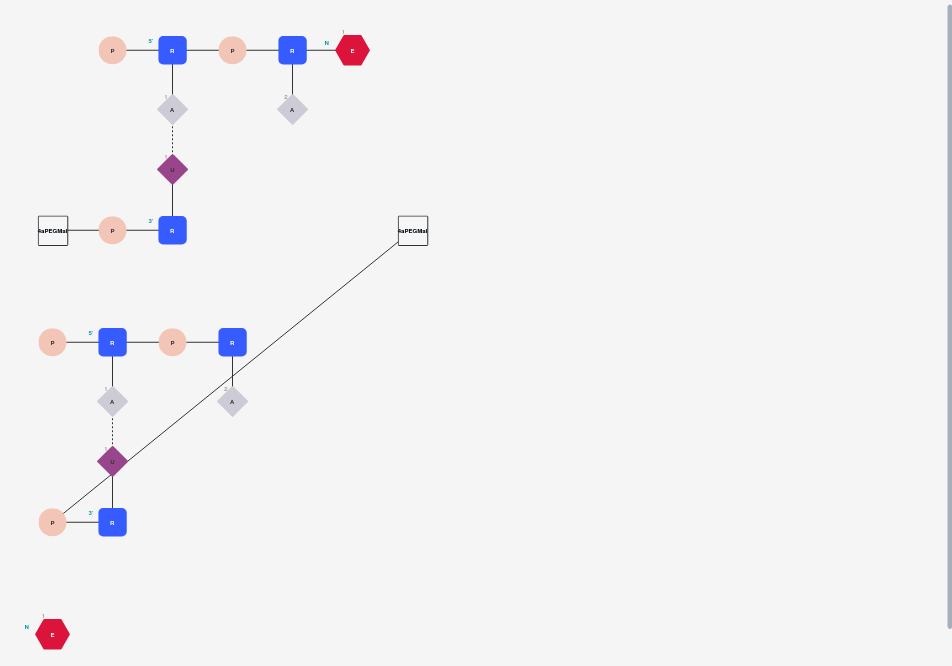 5' N 1
P R P R E
1 2
A A
1
U
3'
4aPEGMal P R 4aPEGMal
5'
P R P R
1 2
A A
1
U
3'
P R
1
N
E